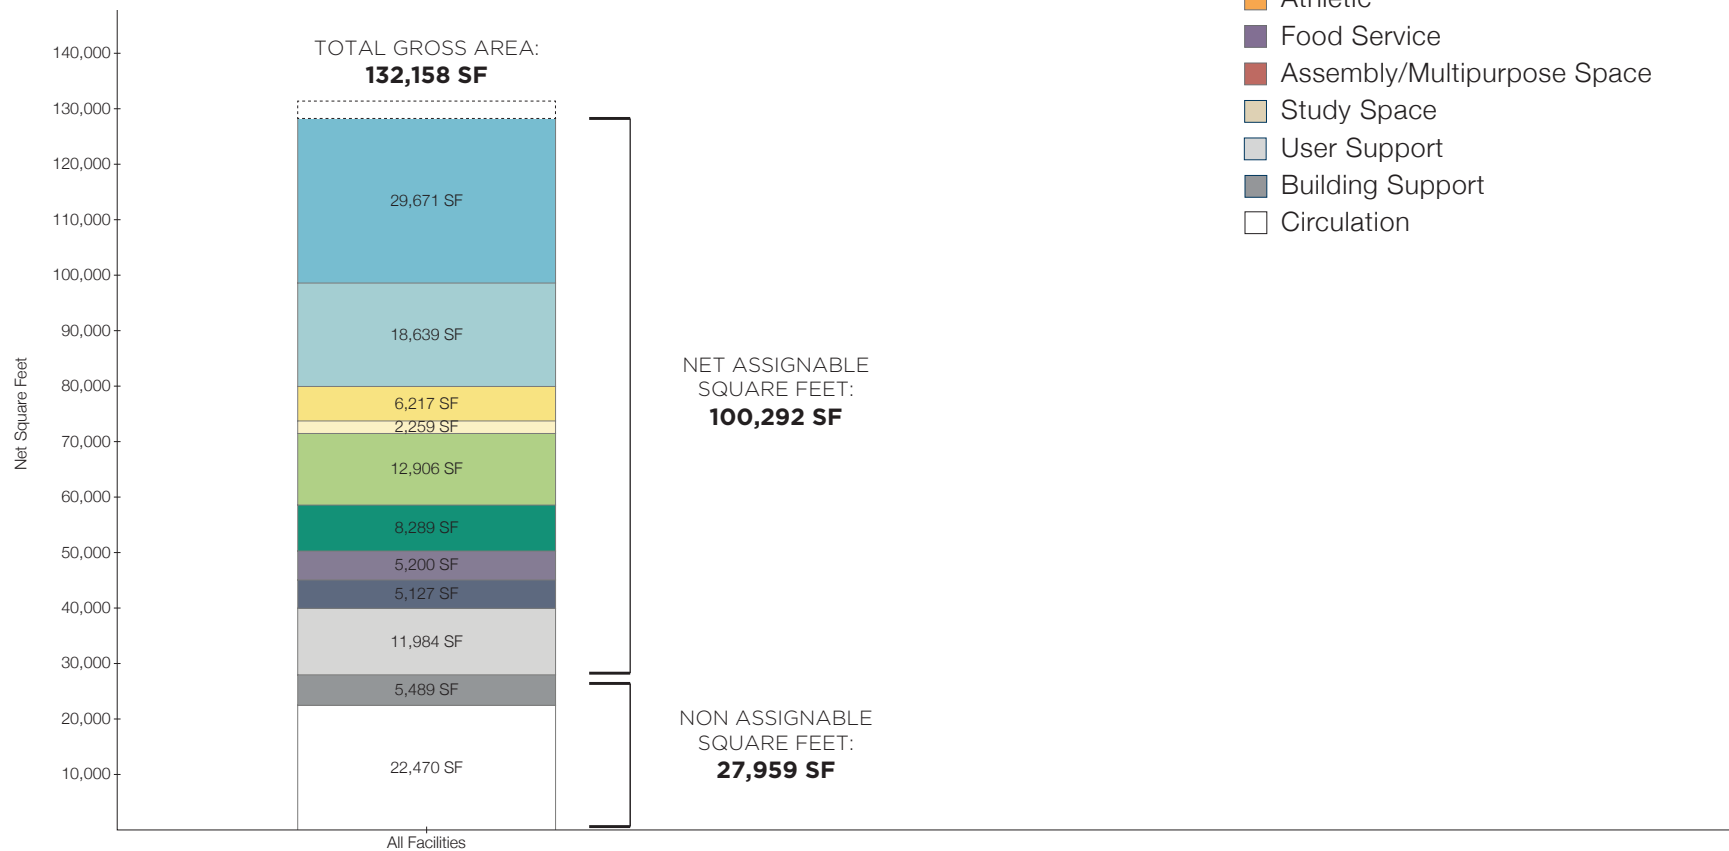 Athletic
Food Service
Assembly/Multipurpose Space
Study Space
User Support
Building Support
Circulation
TOTAL GROSS AREA:
132,158 SF
140,000
130,000
120,000
110,000
100,000
90,000
80,000
70,000
60,000
50,000
40,000
30,000
20,000
10,000
Net Square Feet
29,671 SF
18,639 SF
6,217 SF
2,259 SF
12,906 SF
8,289 SF
5,200 SF
5,127 SF
11,984 SF
5,489 SF
22,470 SF
NET ASSIGNABLE
SQUARE FEET:
100,292 SF
NON ASSIGNABLE
SQUARE FEET:
27,959 SF
All Facilities